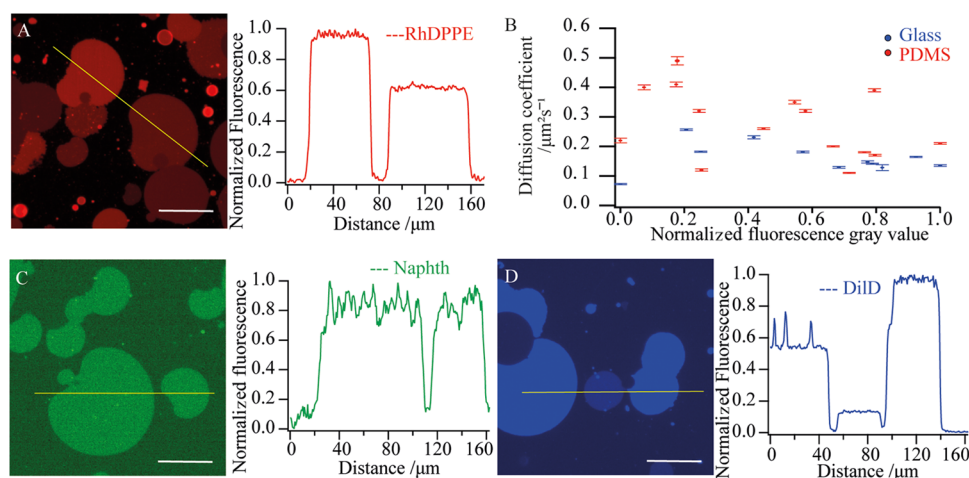 A
---RhDPPE
Normalized Fluorescence
1.0
0.8
0.6
0.4
0.2
0.0
0 40 80 120 160
Distance /μm
B
Diffusion coefficient
/μm²s⁻¹
0.6
0.5
0.4
0.3
0.2
0.1
0.0
0.0 0.2 0.4 0.6 0.8 1.0
Normalized fluorescence gray value
Glass
PDMS
C
--- Naphth
Normalized fluorescence
1.0
0.8
0.6
0.4
0.2
0.0
0 40 80 120 160
Distance/μm
D
--- DilD
Normalized Fluorescence
1.0
0.8
0.6
0.4
0.2
0.0
0 40 80 120 160
Distance /μm